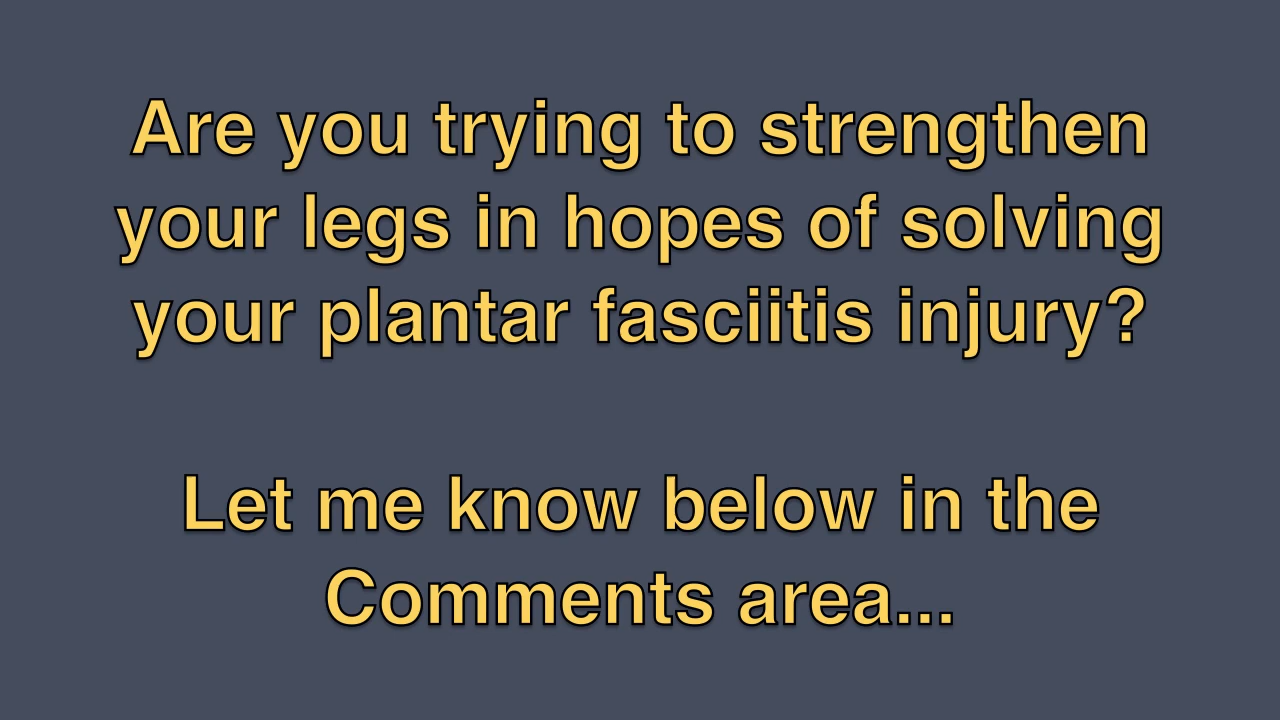 Are you trying to strengthen
your legs in hopes of solving
your plantar fasciitis injury?
Let me know below in the
Comments area...